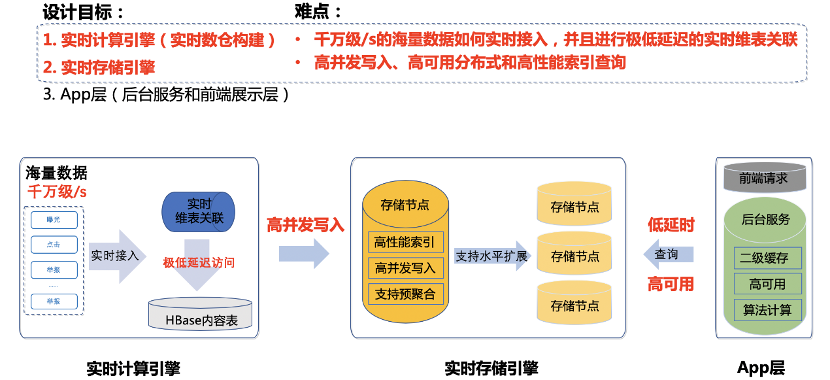 设计目标：
难点：
1. 实时计算引擎（实时数仓构建）
• 千万级/s的海量数据如何实时接入，并且进行极低延迟的实时维表关联
2. 实时存储引擎
• 高并发写入、高可用分布式和高性能索引查询
3. App层（后台服务和前端展示层）
海量数据
千万级/s
曝光
点击
举报
......
举报
实时接入
实时
维表关联
极低延迟访问
HBase内容表
实时计算引擎
高并发写入
存储节点
高性能索引
高并发写入
支持预聚合
支持水平扩展
存储节点
存储节点
存储节点
实时存储引擎
低延时
查询
高可用
前端请求
后台服务
二级缓存
高可用
算法计算
App层